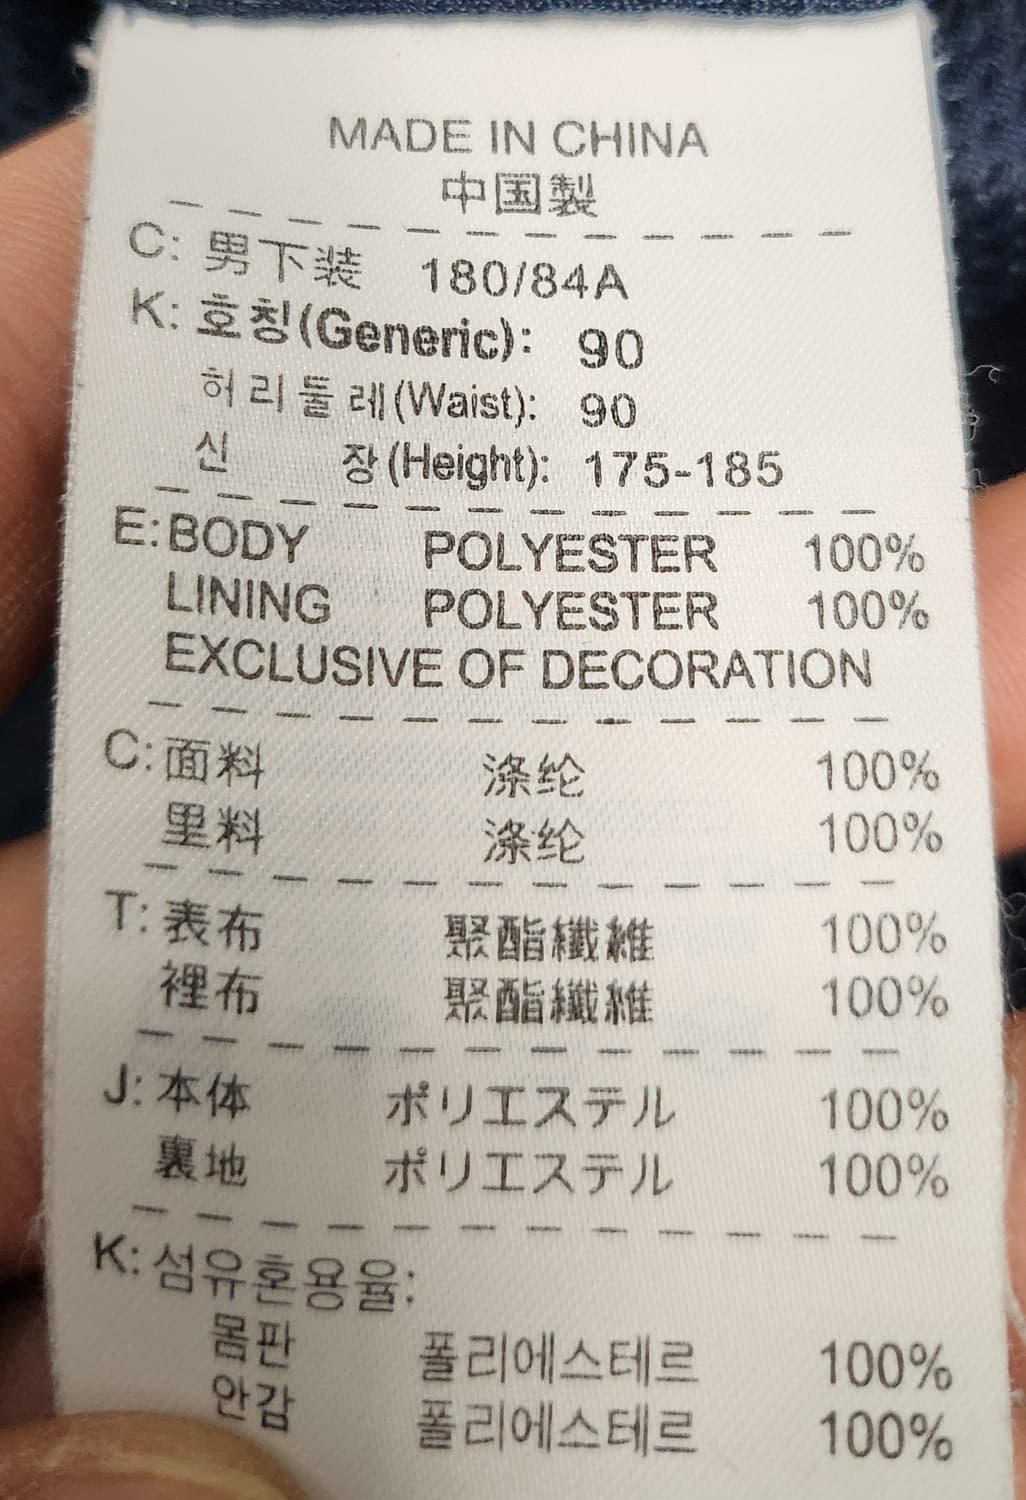 MADE IN CHINA
中国製
C: 男下装 180/84A
K: 호칭(Generic): 90
허리둘레(Waist): 90
신 장(Height): 175-185
E: BODY POLYESTER 100%
LINING POLYESTER 100%
EXCLUSIVE OF DECORATION
C: 面料 涤纶 100%
里料 涤纶 100%
T: 表布 聚酯纖維 100%
裡布 聚酯纖維 100%
J: 本体 ポリエステル 100%
裏地 ポリエステル 100%
K: 섬유혼용율:
몸판 폴리에스테르 100%
안감 폴리에스테르 100%